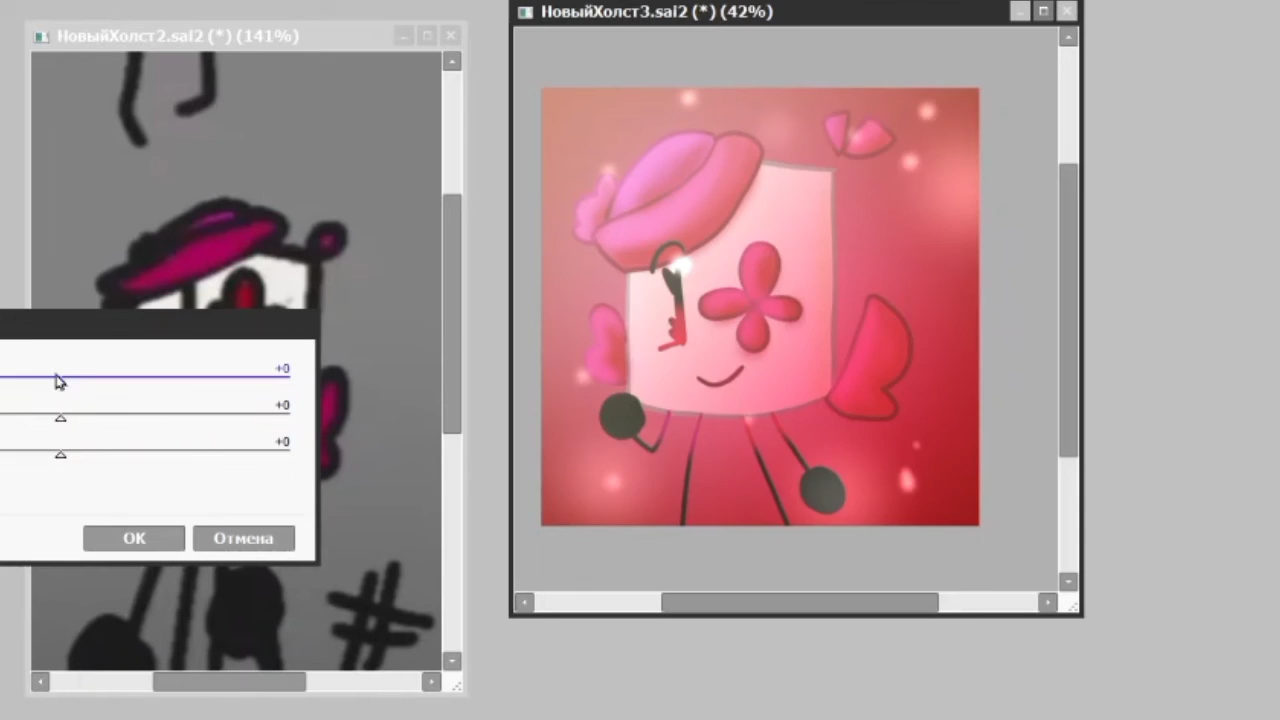 НовыйХолст2.sai2 (*) (141%)
НовыйХолст3.sai2 (*) (42%)
+0
+0
+0
OK
Отмена
#